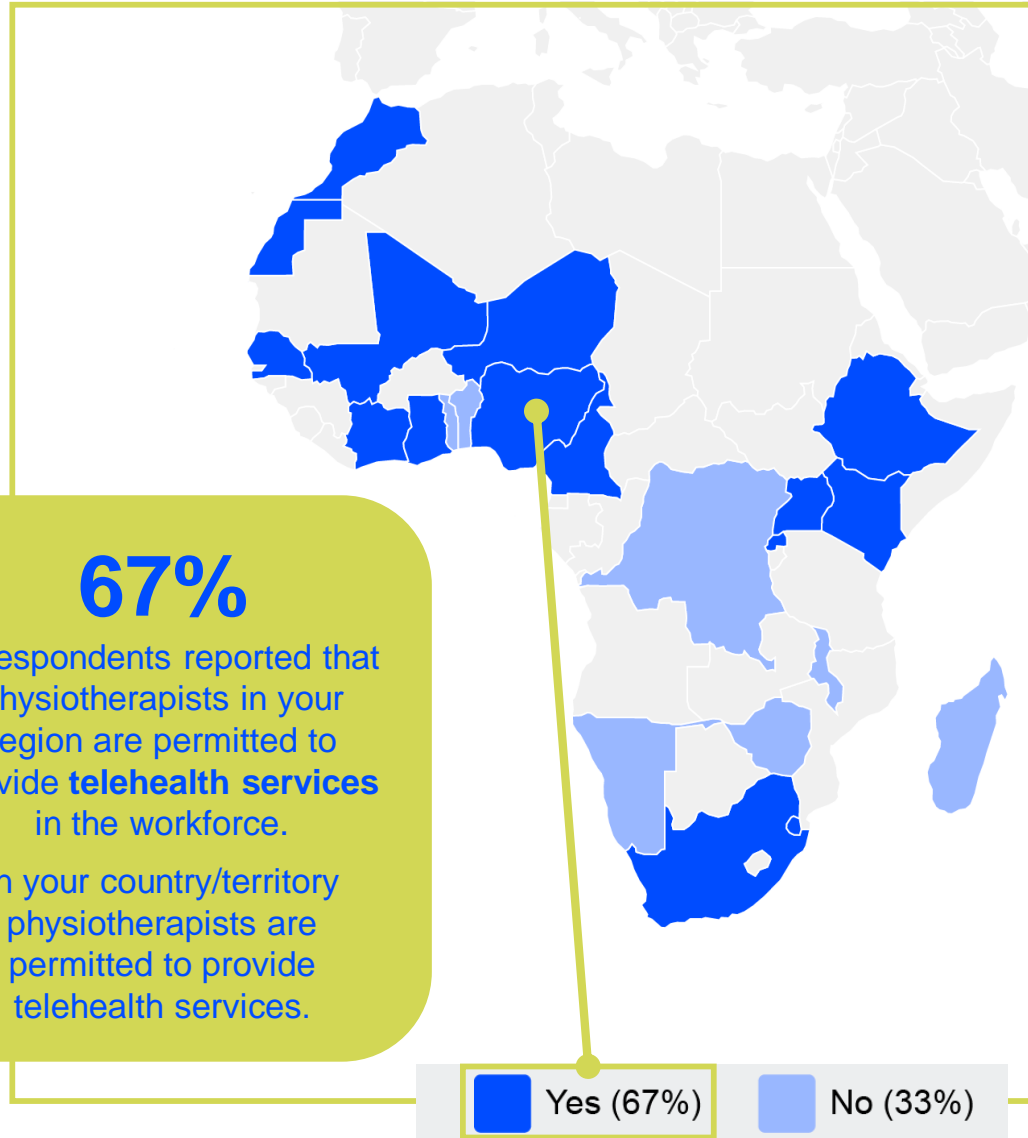 67%
espondents reported that
hysiotherapists in your
egion are permitted to
vide telehealth services
in the workforce.
n your country/territory
physiotherapists are
permitted to provide
telehealth services.
Yes (67%)
No (33%)